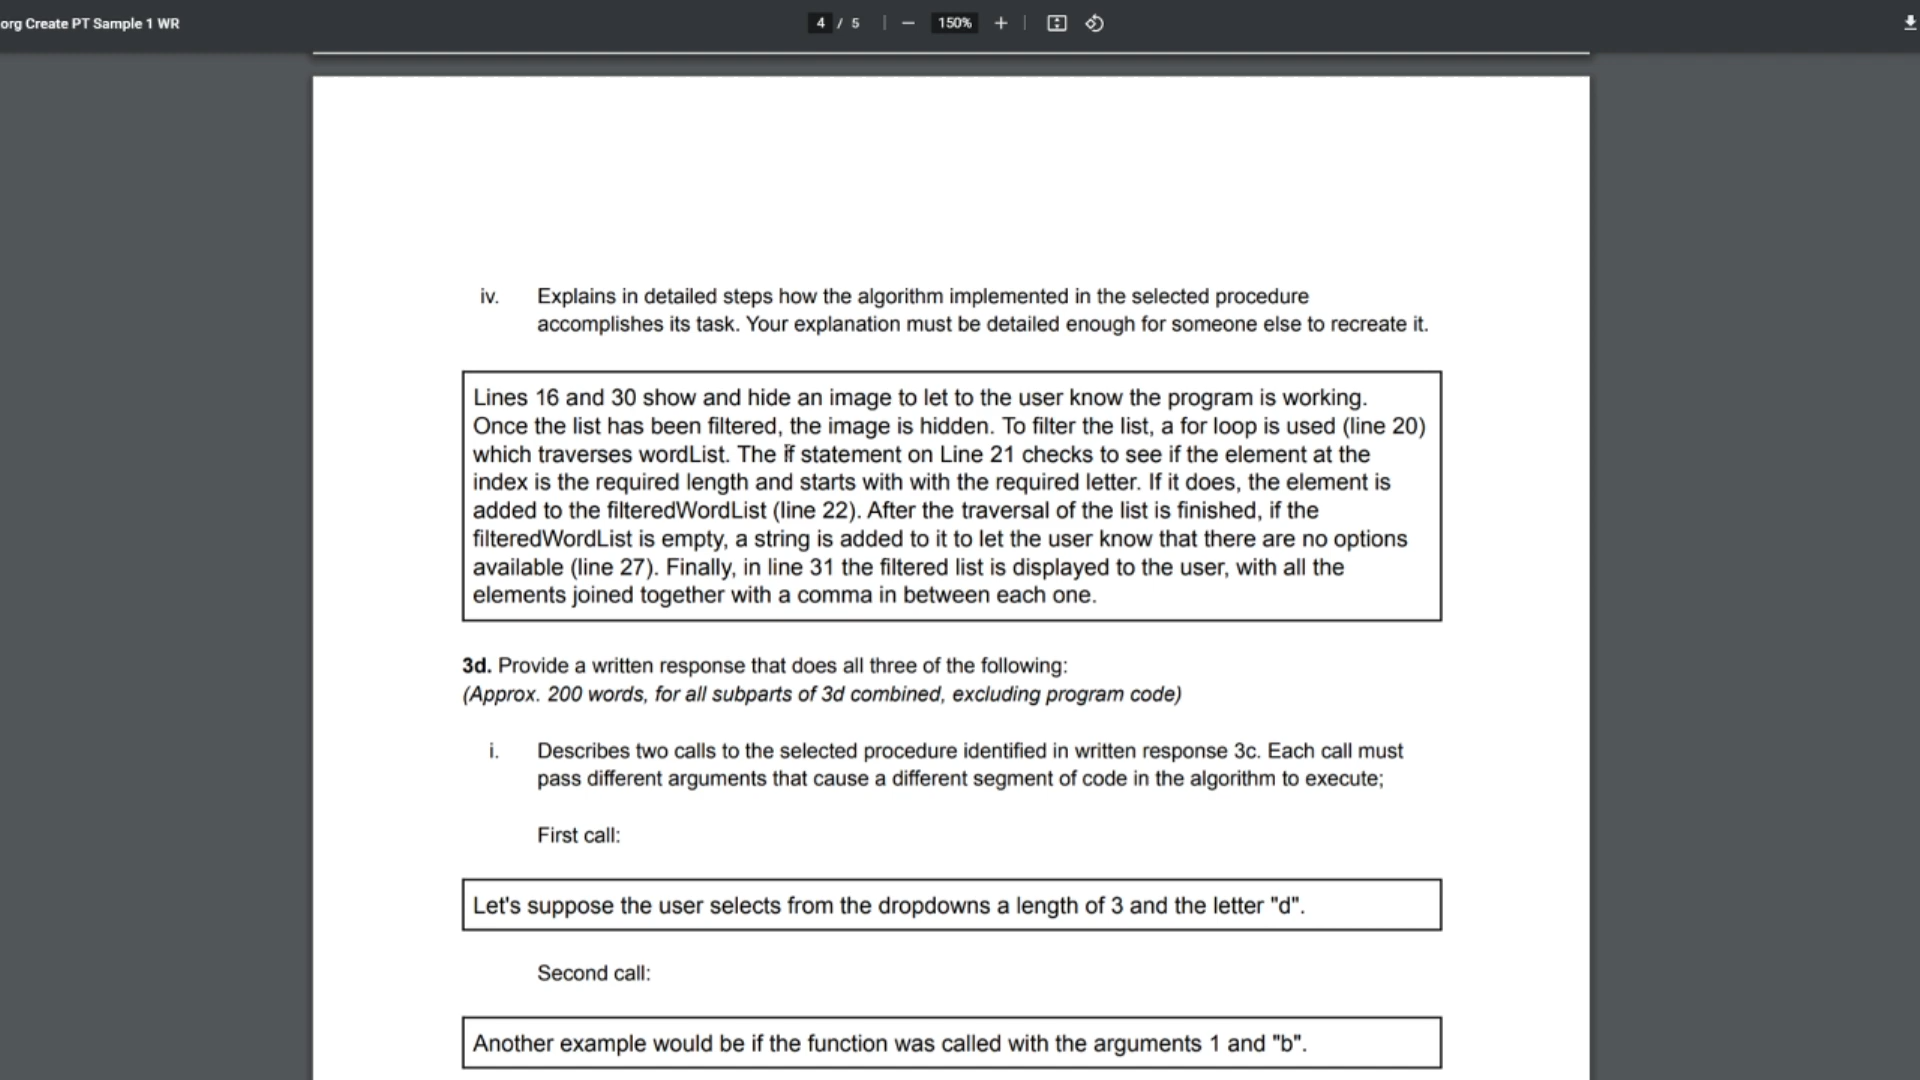 org Create PT Sample 1 WR
4 / 5 | − 150% + |
iv. Explains in detailed steps how the algorithm implemented in the selected procedure
accomplishes its task. Your explanation must be detailed enough for someone else to recreate it.
Lines 16 and 30 show and hide an image to let to the user know the program is working.
Once the list has been filtered, the image is hidden. To filter the list, a for loop is used (line 20)
which traverses wordList. The if statement on Line 21 checks to see if the element at the
index is the required length and starts with with the required letter. If it does, the element is
added to the filteredWordList (line 22). After the traversal of the list is finished, if the
filteredWordList is empty, a string is added to it to let the user know that there are no options
available (line 27). Finally, in line 31 the filtered list is displayed to the user, with all the
elements joined together with a comma in between each one.
3d. Provide a written response that does all three of the following:
(Approx. 200 words, for all subparts of 3d combined, excluding program code)
i. Describes two calls to the selected procedure identified in written response 3c. Each call must
pass different arguments that cause a different segment of code in the algorithm to execute;
First call:
Let's suppose the user selects from the dropdowns a length of 3 and the letter "d".
Second call:
Another example would be if the function was called with the arguments 1 and "b".